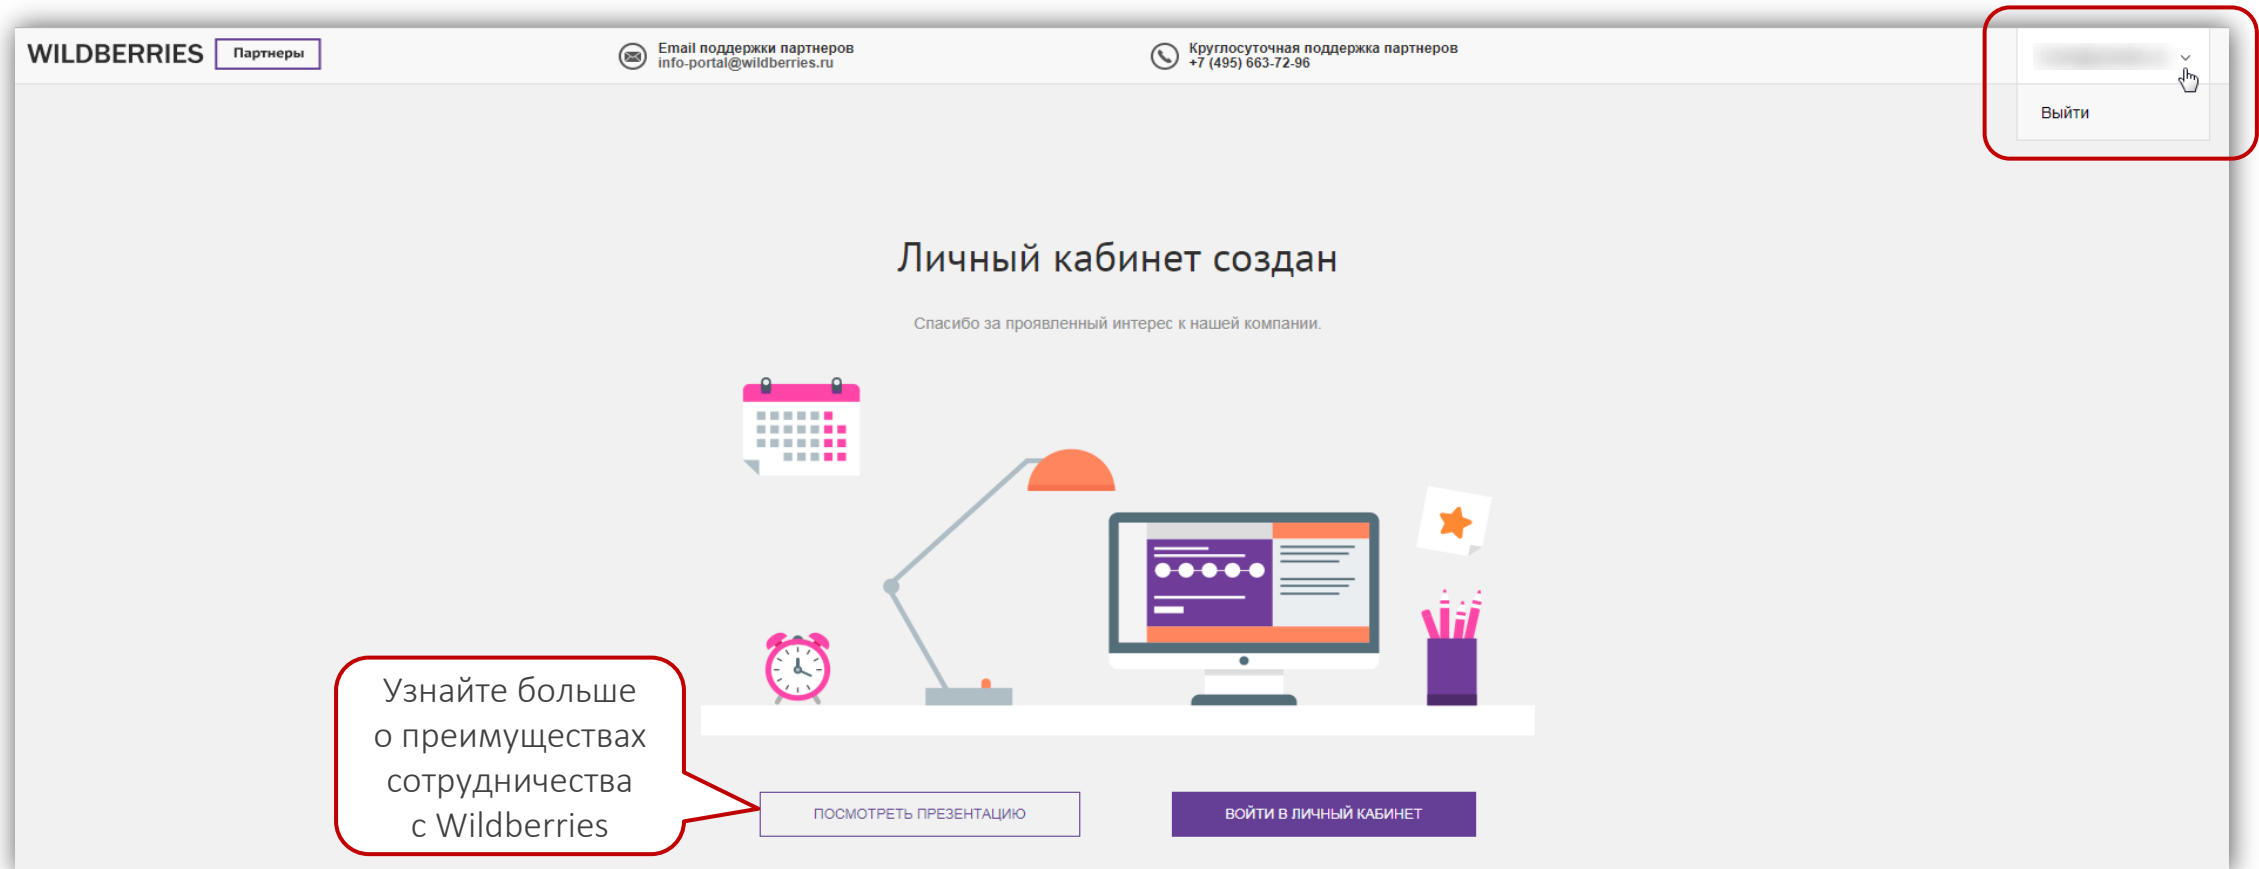 WILDBERRIES
Партнеры
Email поддержки партнеров
info-portal@wildberries.ru
Круглосуточная поддержка партнеров
+7 (495) 663-72-96
Выйти
Личный кабинет создан
Спасибо за проявленный интерес к нашей компании.
Узнайте больше
о преимуществах
сотрудничества
с Wildberries
ПОСМОТРЕТЬ ПРЕЗЕНТАЦИЮ
ВОЙТИ В ЛИЧНЫЙ КАБИНЕТ